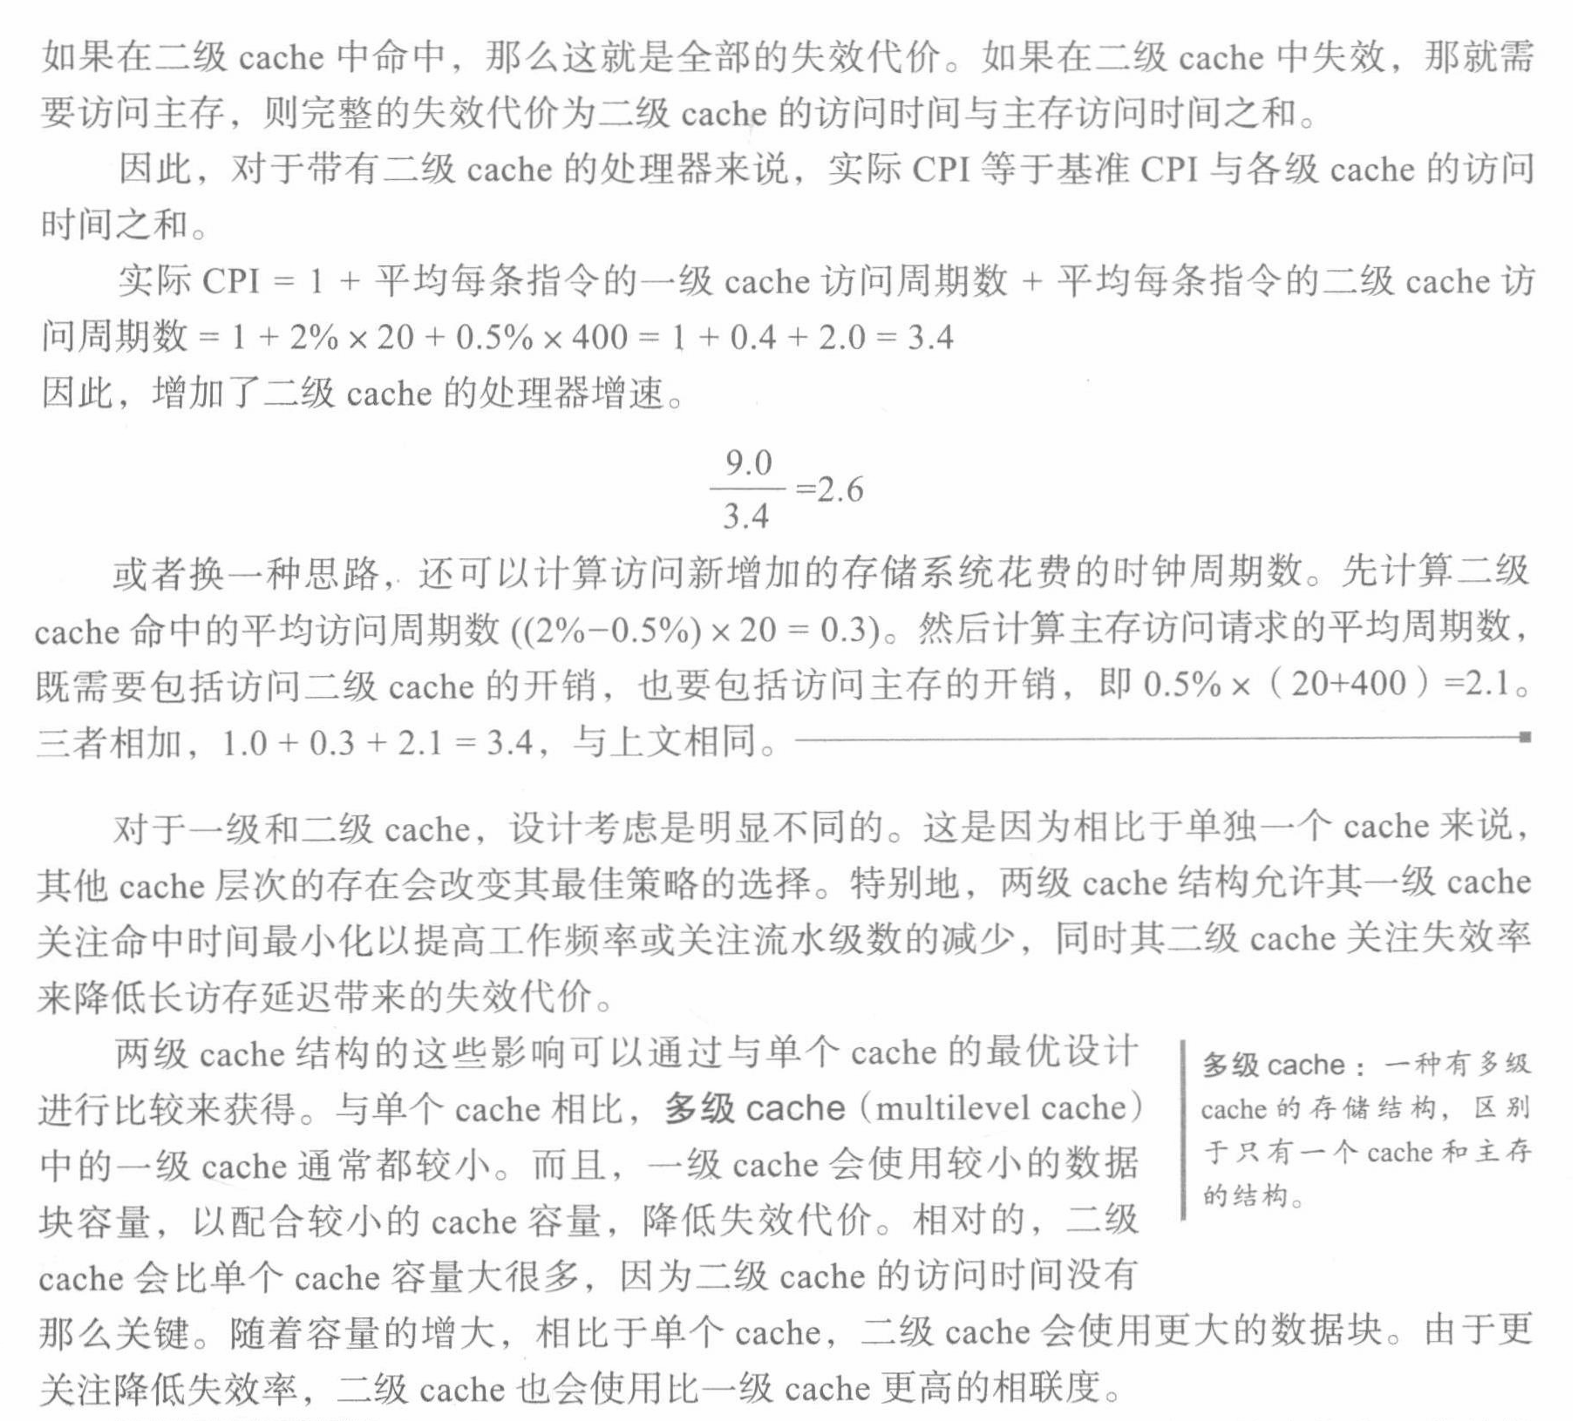 如果在二级 cache 中命中，那么这就是全部的失效代价。如果在二级 cache 中失效，那就需
要访问主存，则完整的失效代价为二级 cache 的访问时间与主存访问时间之和。
因此，对于带有二级 cache 的处理器来说，实际 CPI 等于基准 CPI 与各级 cache 的访问
时间之和。
实际 CPI = 1 + 平均每条指令的一级 cache 访问周期数 + 平均每条指令的二级 cache 访
问周期数 = 1 + 2% × 20 + 0.5% × 400 = 1 + 0.4 + 2.0 = 3.4
因此，增加了二级 cache 的处理器增速。
9.0
=2.6
3.4
或者换一种思路，还可以计算访问新增加的存储系统花费的时钟周期数。先计算二级
cache 命中的平均访问周期数 ((2%−0.5%) × 20 = 0.3)。然后计算主存访问请求的平均周期数，
既需要包括访问二级 cache 的开销，也要包括访问主存的开销，即 0.5% ×（20+400）=2.1。
三者相加，1.0 + 0.3 + 2.1 = 3.4，与上文相同。
对于一级和二级 cache，设计考虑是明显不同的。这是因为相比于单独一个 cache 来说，
其他 cache 层次的存在会改变其最佳策略的选择。特别地，两级 cache 结构允许其一级 cache
关注命中时间最小化以提高工作频率或关注流水级数的减少，同时其二级 cache 关注失效率
来降低长访存延迟带来的失效代价。
两级 cache 结构的这些影响可以通过与单个 cache 的最优设计
进行比较来获得。与单个 cache 相比，多级 cache（multilevel cache）
中的一级 cache 通常都较小。而且，一级 cache 会使用较小的数据
块容量，以配合较小的 cache 容量，降低失效代价。相对的，二级
cache 会比单个 cache 容量大很多，因为二级 cache 的访问时间没有
那么关键。随着容量的增大，相比于单个 cache，二级 cache 会使用更大的数据块。由于更
关注降低失效率，二级 cache 也会使用比一级 cache 更高的相联度。
多级 cache：一种有多级
cache 的存储结构，区别
于只有一个 cache 和主存
的结构。